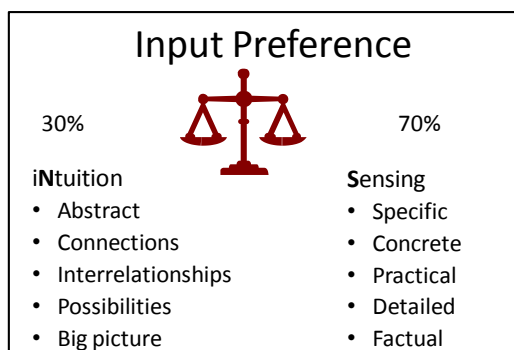 Input Preference
30%
70%
iNtuition
• Abstract
• Connections
• Interrelationships
• Possibilities
• Big picture
Sensing
• Specific
• Concrete
• Practical
• Detailed
• Factual